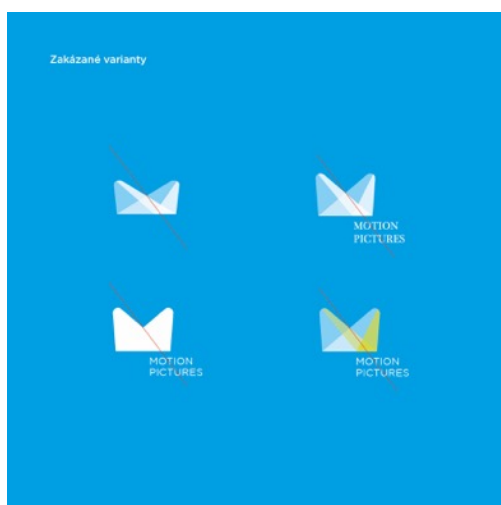 Zakázané varianty
MOTION
PICTURES
MOTION
PICTURES
MOTION
PICTURES